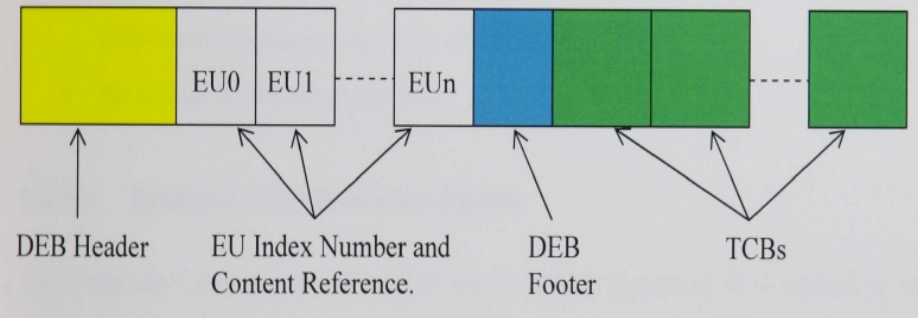 EU0 EU1 EUn
DEB Header
EU Index Number and
Content Reference.
DEB
Footer
TCBs